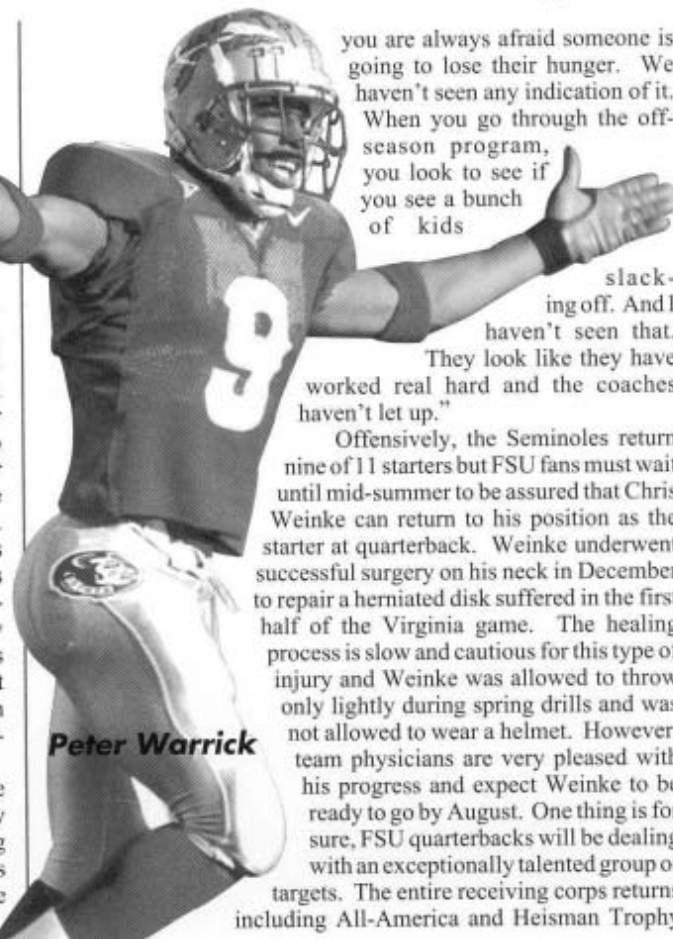 you are always afraid someone is
going to lose their hunger. We
haven't seen any indication of it.
When you go through the off-
season program,
you look to see if
you see a bunch
of kids
slack-
ing off. And I
haven't seen that.
They look like they have
worked real hard and the coaches
haven't let up."
Offensively, the Seminoles return
nine of 11 starters but FSU fans must wait
until mid-summer to be assured that Chris
Weinke can return to his position as the
starter at quarterback. Weinke underwent
successful surgery on his neck in December
to repair a herniated disk suffered in the first
half of the Virginia game. The healing
process is slow and cautious for this type of
injury and Weinke was allowed to throw
only lightly during spring drills and was
not allowed to wear a helmet. However
team physicians are very pleased with
his progress and expect Weinke to be
ready to go by August. One thing is for
sure, FSU quarterbacks will be dealing
with an exceptionally talented group of
targets. The entire receiving corps returns
including All-America and Heisman Trophy
9
Peter Warrick